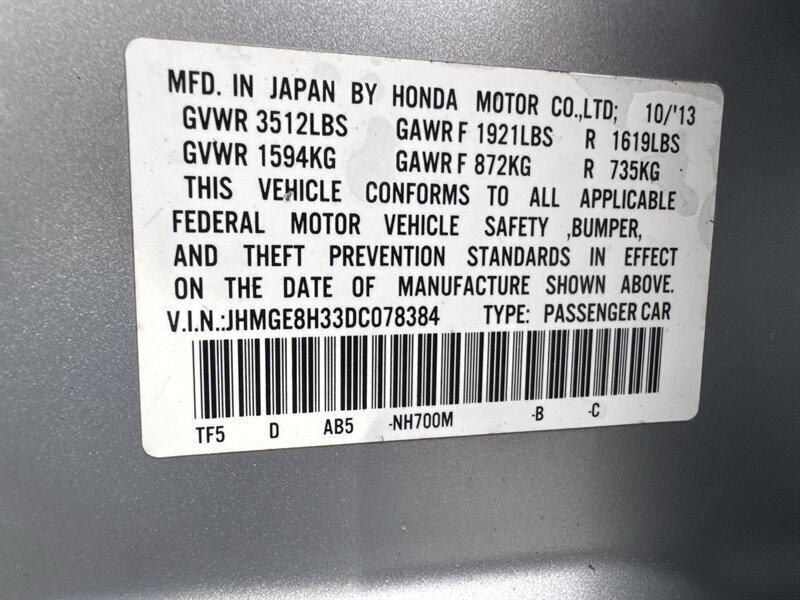 MFD. IN JAPAN BY HONDA MOTOR CO.,LTD; 10/'13
GVWR 3512LBS GAWR F 1921LBS R 1619LBS
GVWR 1594KG GAWR F 872KG R 735KG
THIS VEHICLE CONFORMS TO ALL APPLICABLE
FEDERAL MOTOR VEHICLE SAFETY ,BUMPER,
AND THEFT PREVENTION STANDARDS IN EFFECT
ON THE DATE OF MANUFACTURE SHOWN ABOVE.
V.I.N.:JHMGE8H33DC078384 TYPE: PASSENGER CAR
TF5 D AB5 -NH700M -B -C